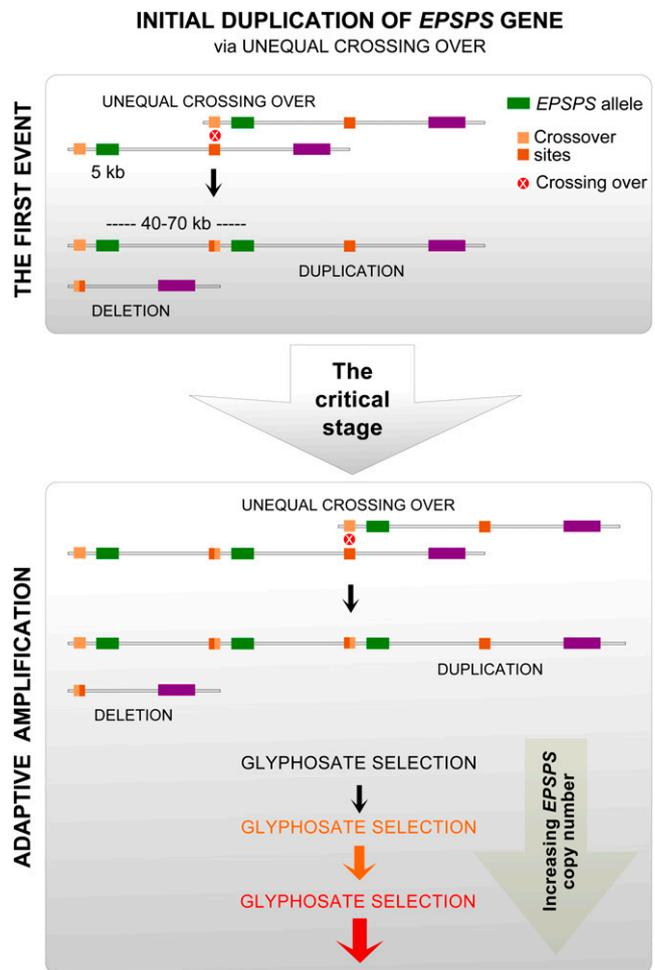 INITIAL DUPLICATION OF EPSPS GENE
via UNEQUAL CROSSING OVER
THE FIRST EVENT
UNEQUAL CROSSING OVER
EPSPS allele
Crossover
sites
Crossing over
5 kb
----- 40-70 kb -----
DUPLICATION
DELETION
The
critical
stage
ADAPTIVE AMPLIFICATION
UNEQUAL CROSSING OVER
DUPLICATION
DELETION
GLYPHOSATE SELECTION
GLYPHOSATE SELECTION
GLYPHOSATE SELECTION
Increasing EPSPS
copy number